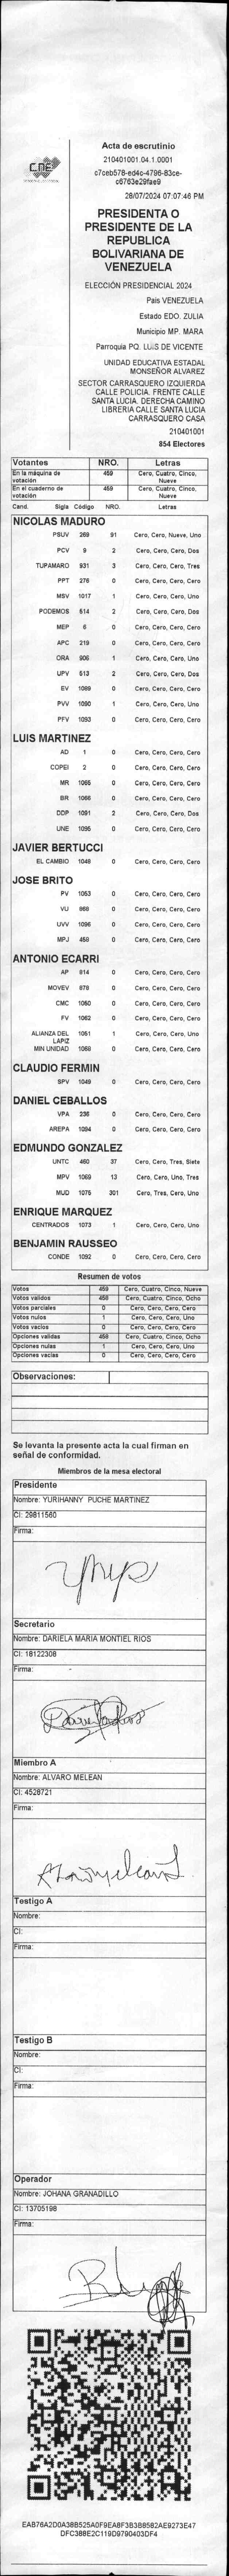 CNE
Acta de escrutinio
210401001.04.1.0001
c7ceb578-ed4c-4796-83ce-
c6763e29fae9
28/07/2024 07:07:46 PM
PRESIDENTA O
PRESIDENTE DE LA
REPUBLICA
BOLIVARIANA DE
VENEZUELA
ELECCIÓN PRESIDENCIAL 2024
País VENEZUELA
Estado EDO. ZULIA
Municipio MP. MARA
Parroquia PQ. LUIS DE VICENTE
UNIDAD EDUCATIVA ESTADAL
MONSEÑOR ALVAREZ
SECTOR CARRASQUERO IZQUIERDA
CALLE POLICIA. FRENTE CALLE
SANTA LUCIA. DERECHA CAMINO
LIBRERIA CALLE SANTA LUCIA
CARRASQUERO CASA
210401001
854 Electores
Votantes NRO. Letras
En la máquina de votación 459 Cero, Cuatro, Cinco, Nueve
En el cuaderno de votación 459 Cero, Cuatro, Cinco, Nueve
Cand. Sigla Código NRO. Letras
NICOLAS MADURO
PSUV 269 91 Cero, Cero, Nueve, Uno
PCV 9 2 Cero, Cero, Cero, Dos
TUPAMARO 931 3 Cero, Cero, Cero, Tres
PPT 276 0 Cero, Cero, Cero, Cero
MSV 1017 1 Cero, Cero, Cero, Uno
PODEMOS 514 2 Cero, Cero, Cero, Dos
MEP 6 0 Cero, Cero, Cero, Cero
APC 219 0 Cero, Cero, Cero, Cero
ORA 906 1 Cero, Cero, Cero, Uno
UPV 513 2 Cero, Cero, Cero, Dos
EV 1089 0 Cero, Cero, Cero, Cero
PVV 1090 1 Cero, Cero, Cero, Uno
PFV 1093 0 Cero, Cero, Cero, Cero
LUIS MARTINEZ
AD 1 0 Cero, Cero, Cero, Cero
COPEI 2 0 Cero, Cero, Cero, Cero
MR 1065 0 Cero, Cero, Cero, Cero
BR 1066 0 Cero, Cero, Cero, Cero
DDP 1091 2 Cero, Cero, Cero, Dos
UNE 1095 0 Cero, Cero, Cero, Cero
JAVIER BERTUCCI
EL CAMBIO 1048 0 Cero, Cero, Cero, Cero
JOSE BRITO
PV 1053 0 Cero, Cero, Cero, Cero
VU 868 0 Cero, Cero, Cero, Cero
UVV 1096 0 Cero, Cero, Cero, Cero
MPJ 459 0 Cero, Cero, Cero, Cero
ANTONIO ECARRI
AP 814 0 Cero, Cero, Cero, Cero
MOVEV 878 0 Cero, Cero, Cero, Cero
CMC 1050 0 Cero, Cero, Cero, Cero
FV 1062 0 Cero, Cero, Cero, Cero
ALIANZA DEL LAPIZ 1051 1 Cero, Cero, Cero, Uno
MIN UNIDAD 1068 0 Cero, Cero, Cero, Cero
CLAUDIO FERMIN
SPV 1049 0 Cero, Cero, Cero, Cero
DANIEL CEBALLOS
VPA 236 0 Cero, Cero, Cero, Cero
AREPA 1094 0 Cero, Cero, Cero, Cero
EDMUNDO GONZALEZ
UNTC 460 37 Cero, Cero, Tres, Siete
MPV 1069 13 Cero, Cero, Uno, Tres
MUD 1075 301 Cero, Tres, Cero, Uno
ENRIQUE MARQUEZ
CENTRADOS 1073 1 Cero, Cero, Cero, Uno
BENJAMIN RAUSSEO
CONDE 1092 0 Cero, Cero, Cero, Cero
Resumen de votos
Votos 459 Cero, Cuatro, Cinco, Nueve
Votos válidos 458 Cero, Cuatro, Cinco, Ocho
Votos parciales 0 Cero, Cero, Cero, Cero
Votos nulos 1 Cero, Cero, Cero, Uno
Votos vacíos 0 Cero, Cero, Cero, Cero
Opciones válidas 458 Cero, Cuatro, Cinco, Ocho
Opciones nulas 1 Cero, Cero, Cero, Uno
Opciones vacías 0 Cero, Cero, Cero, Cero
Observaciones:
Se levanta la presente acta la cual firman en
señal de conformidad.
Miembros de la mesa electoral
Presidente
Nombre: YURIHANNY PUCHE MARTINEZ
CI: 29811560
Firma:
Secretario
Nombre: DARIELA MARIA MONTIEL RIOS
CI: 18122308
Firma:
Miembro A
Nombre: ALVARO MELEAN
CI: 4528721
Firma:
Testigo A
Nombre:
CI:
Firma:
Testigo B
Nombre:
CI:
Firma:
Operador
Nombre: JOHANA GRANADILLO
CI: 13705198
Firma:
EAB76A2D0A38B525A0F9EA8F3B3B8582AE9273E47
DFC388E2C119D9790403DF4